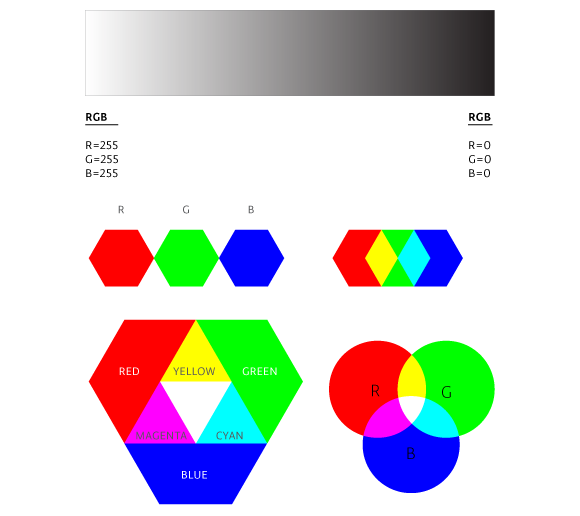 RGB
R=255
G=255
B=255
RGB
R=0
G=0
B=0
R
G
B
RED
YELLOW
GREEN
MAGENTA
CYAN
BLUE
R
G
B